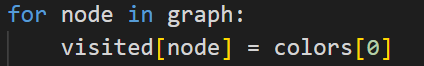 for node in graph:
    visited[node] = colors[0]